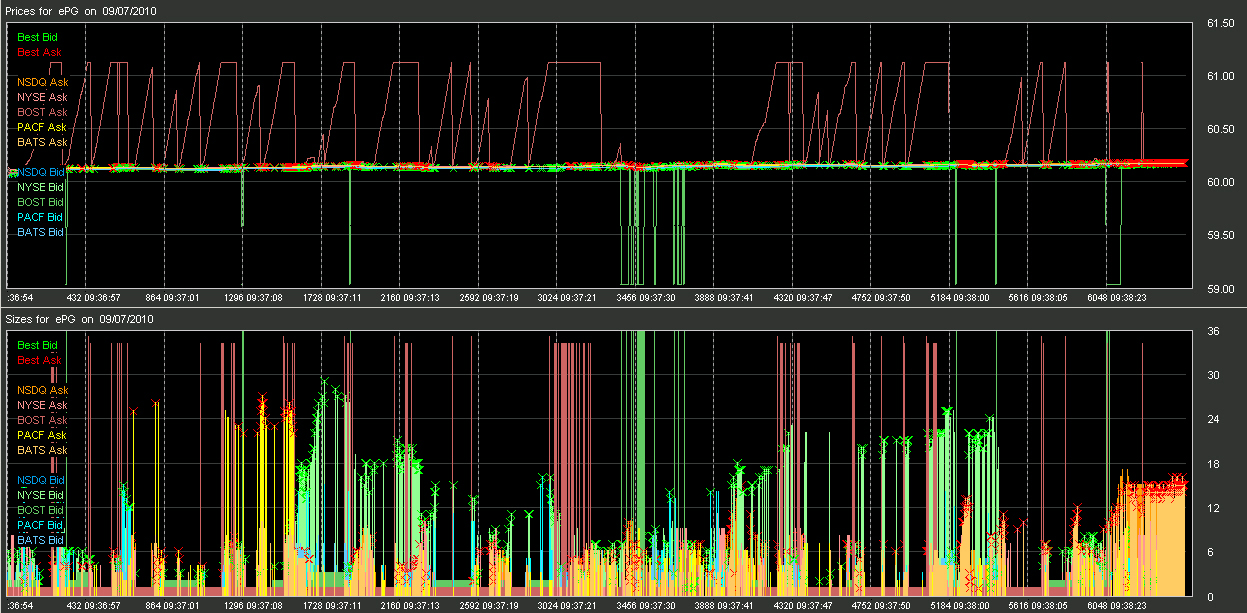 Prices for ePG on 09/07/2010
61.50
Best Bid
Best Ask
61.00
NSDQ Ask
NYSE Ask
BOST Ask
PACF Ask
60.50
BATS Ask
NSDQ Bid
60.00
NYSE Bid
BOST Bid
PACF Bid
BATS Bid
59.50
59.00
:36:54 432 09:36:57 864 09:37:01 1296 09:37:08 1728 09:37:11 2160 09:37:13 2592 09:37:19 3024 09:37:21 3456 09:37:30 3888 09:37:41 4320 09:37:47 4752 09:37:50 5184 09:38:00 5616 09:38:05 6048 09:38:23
Sizes for ePG on 09/07/2010
36
Best Bid
Best Ask
30
NSDQ Ask
NYSE Ask
BOST Ask
24
PACF Ask
BATS Ask
18
NSDQ Bid
NYSE Bid
BOST Bid
12
PACF Bid
BATS Bid
6
0
:36:54 432 09:36:57 864 09:37:01 1296 09:37:08 1728 09:37:11 2160 09:37:13 2592 09:37:19 3024 09:37:21 3456 09:37:30 3888 09:37:41 4320 09:37:47 4752 09:37:50 5184 09:38:00 5616 09:38:05 6048 09:38:23